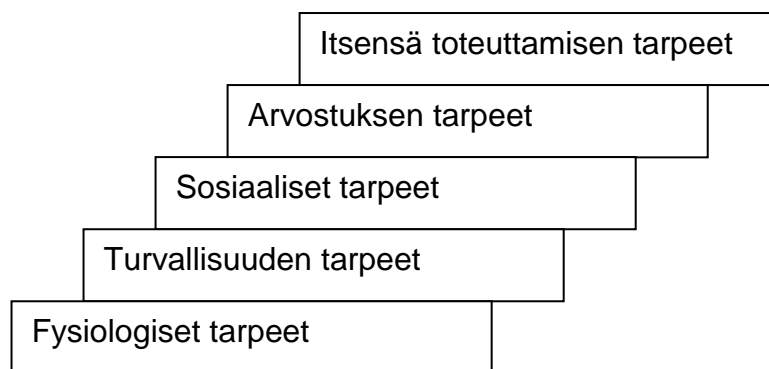 Itsensä toteuttamisen tarpeet
Arvostuksen tarpeet
Sosiaaliset tarpeet
Turvallisuuden tarpeet
Fysiologiset tarpeet